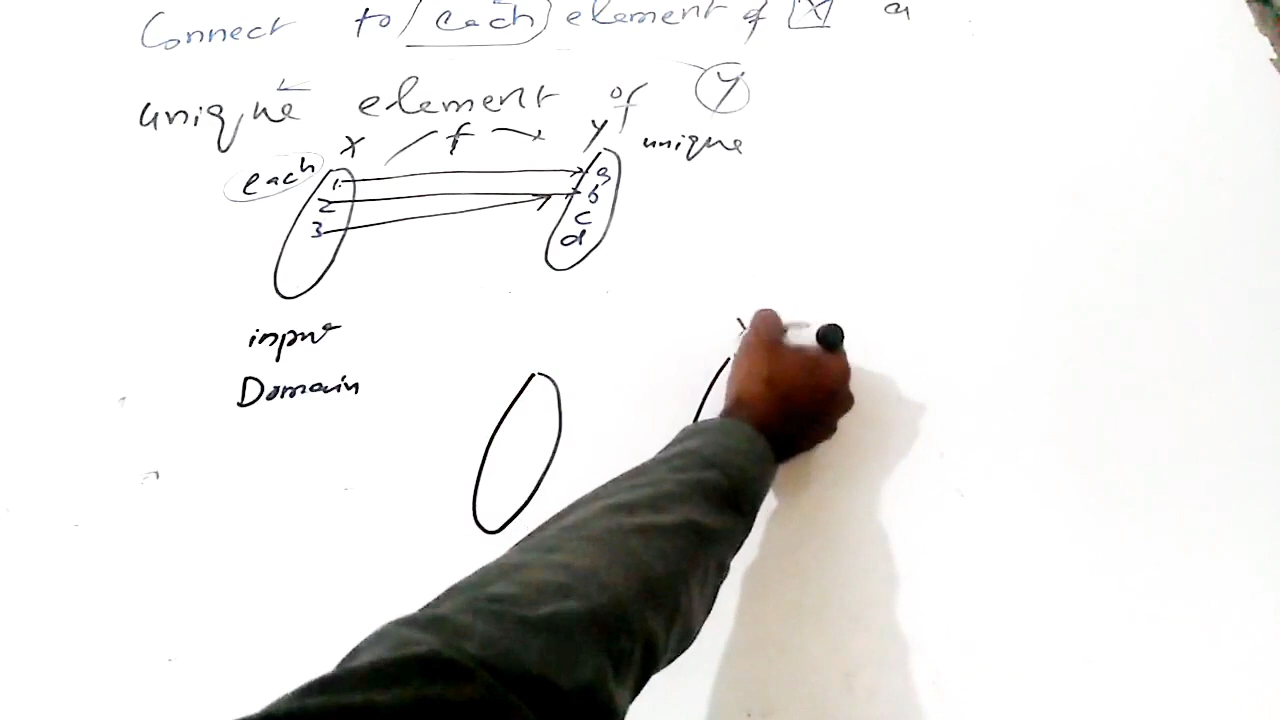 Connect to each element of X a
unique element of Y
X f Y unique
each 1 a
2 b
3 c
d
input
Domain